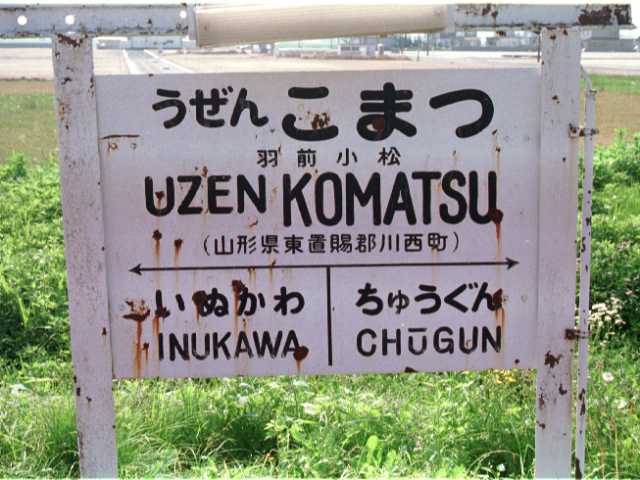 うぜんこまつ
羽前小松
UZEN KOMATSU
(山形県東置賜郡川西町)
いぬかわ ちゅうぐん
INUKAWA CHŪGUN